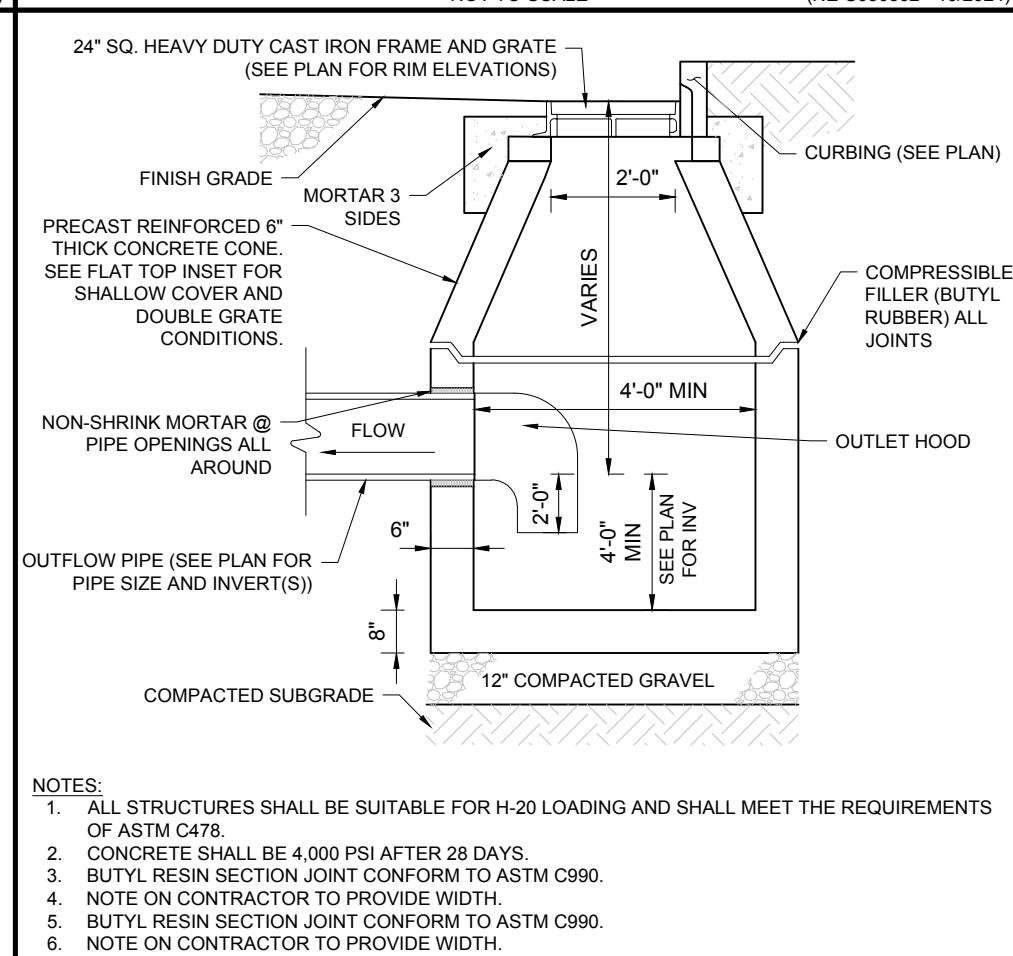 24" SQ. HEAVY DUTY CAST IRON FRAME AND GRATE
(SEE PLAN FOR RIM ELEVATIONS)
FINISH GRADE
MORTAR 3
SIDES
2'-0"
CURBING (SEE PLAN)
PRECAST REINFORCED 6"
THICK CONCRETE CONE.
SEE FLAT TOP INSET FOR
SHALLOW COVER AND
DOUBLE GRATE
CONDITIONS.
VARIES
COMPRESSIBLE
FILLER (BUTYL
RUBBER) ALL
JOINTS
4'-0" MIN
NON-SHRINK MORTAR @
PIPE OPENINGS ALL
AROUND
FLOW
OUTLET HOOD
2'-0"
4'-0"
MIN
SEE PLAN
FOR INV
6"
OUTFLOW PIPE (SEE PLAN FOR
PIPE SIZE AND INVERT(S))
8"
12" COMPACTED GRAVEL
COMPACTED SUBGRADE
NOTES:
1. ALL STRUCTURES SHALL BE SUITABLE FOR H-20 LOADING AND SHALL MEET THE REQUIREMENTS
OF ASTM C478.
2. CONCRETE SHALL BE 4,000 PSI AFTER 28 DAYS.
3. BUTYL RESIN SECTION JOINT CONFORM TO ASTM C990.
4. NOTE ON CONTRACTOR TO PROVIDE WIDTH.
5. BUTYL RESIN SECTION JOINT CONFORM TO ASTM C990.
6. NOTE ON CONTRACTOR TO PROVIDE WIDTH.